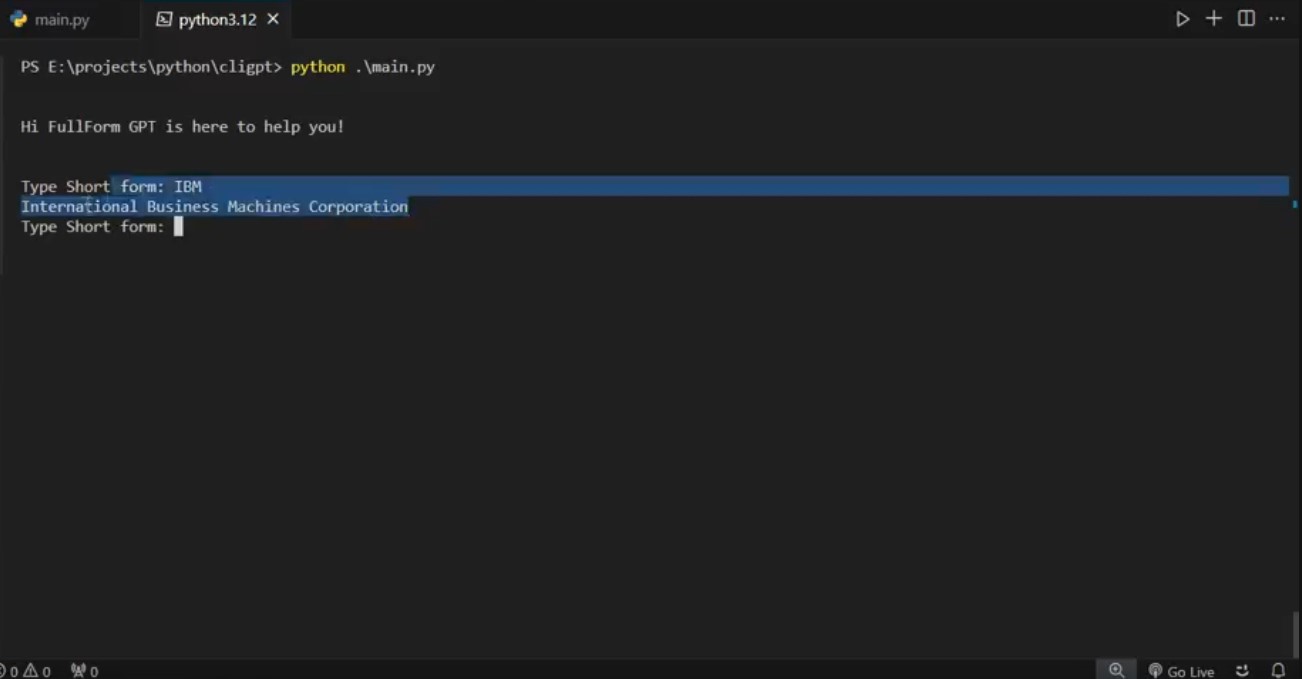 main.py
python3.12
PS E:\projects\python\cligpt> python .\main.py
Hi FullForm GPT is here to help you!
Type Short form: IBM
International Business Machines Corporation
Type Short form:
0 0 0
Go Live